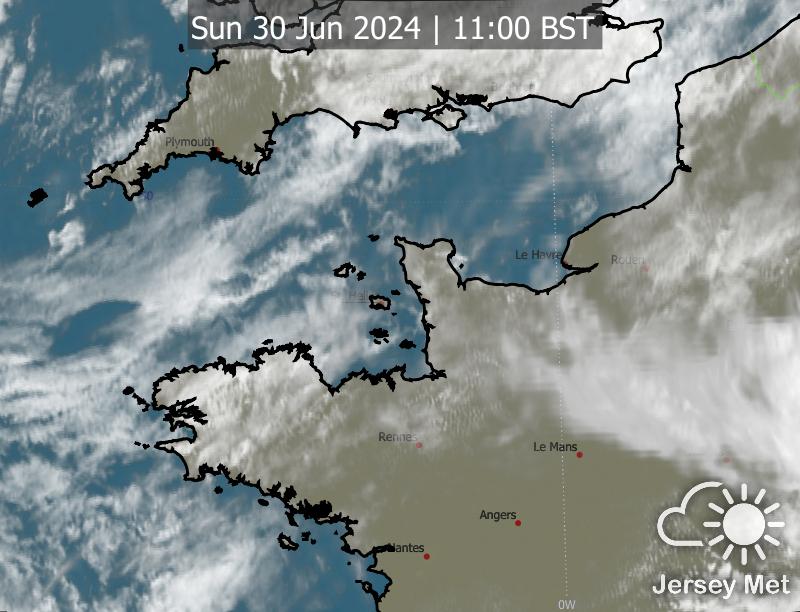 Sun 30 Jun 2024 | 11:00 BST
Plymouth
50
Le Havre
Rouen
Rennes
Le Mans
Angers
Nantes
Jersey Met
0W